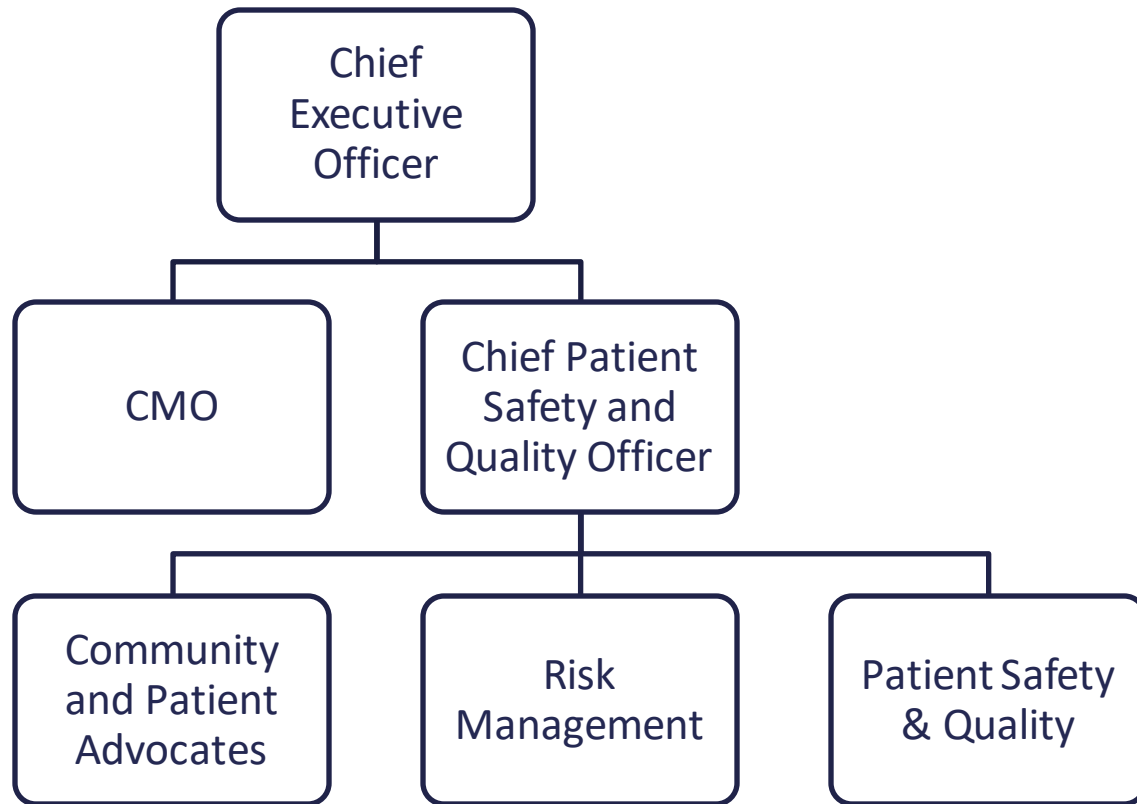 Chief
Executive
Officer
CMO
Chief Patient
Safety and
Quality Officer
Community
and Patient
Advocates
Risk
Management
Patient Safety
& Quality